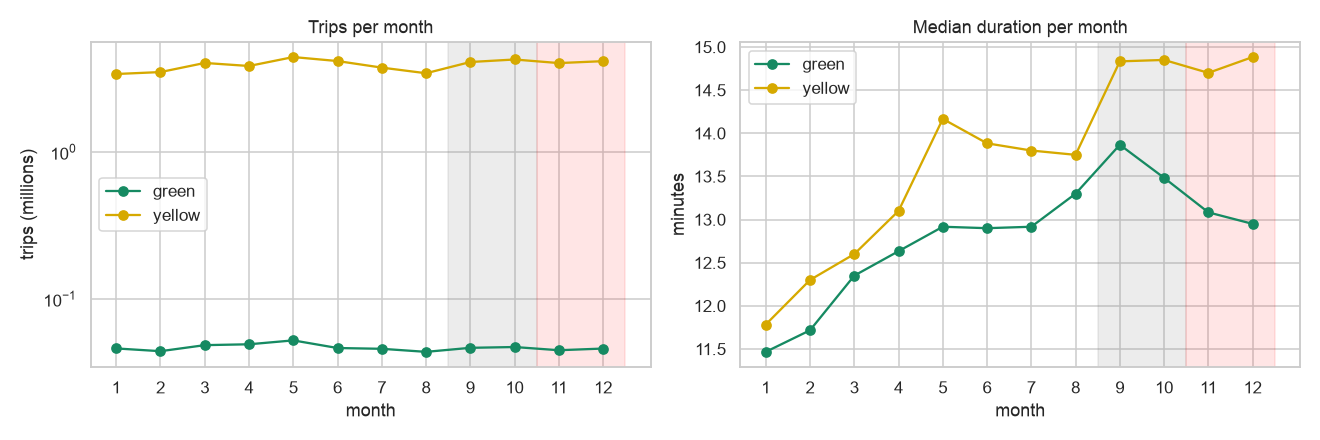 Trips per month
trips (millions)
10⁰
10⁻¹
green
yellow
1 2 3 4 5 6 7 8 9 10 11 12
month
Median duration per month
minutes
15.0
14.5
14.0
13.5
13.0
12.5
12.0
11.5
green
yellow
1 2 3 4 5 6 7 8 9 10 11 12
month